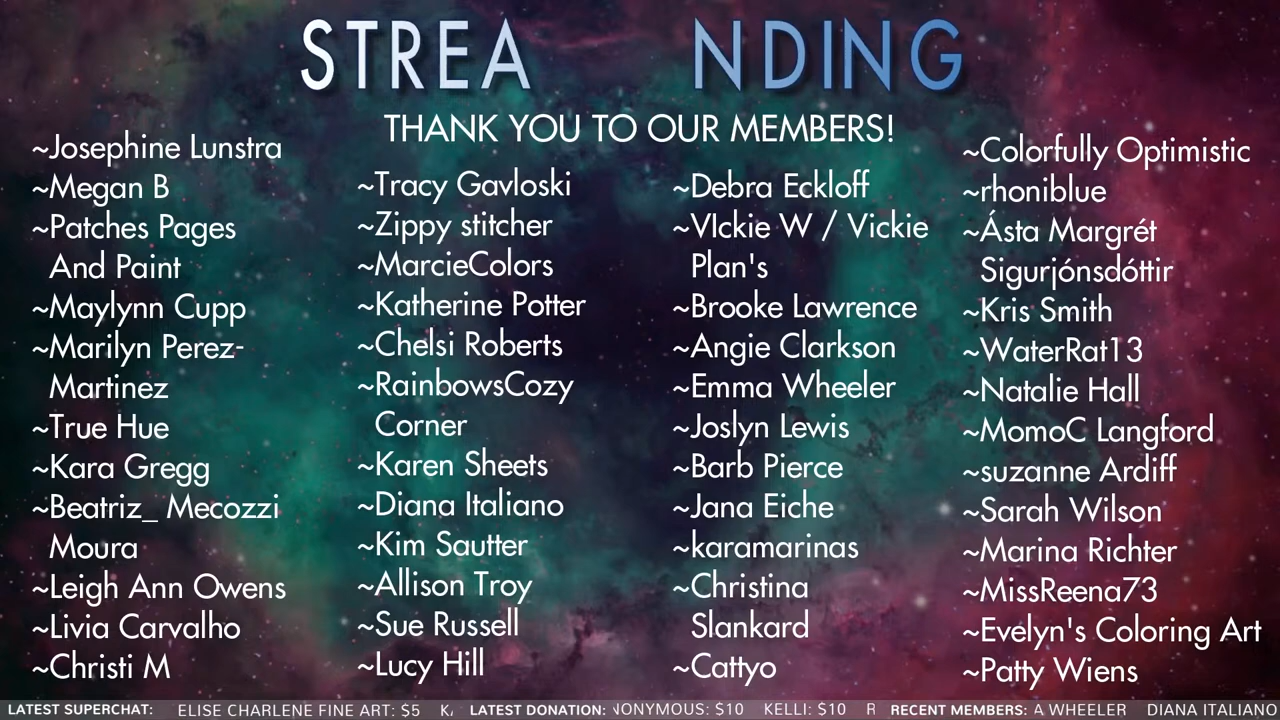 STREA NDING
THANK YOU TO OUR MEMBERS!
~Josephine Lunstra
~Megan B
~Patches Pages
And Paint
~Maylynn Cupp
~Marilyn Perez-
Martinez
~True Hue
~Kara Gregg
~Beatriz_ Mecozzi
Moura
~Leigh Ann Owens
~Livia Carvalho
~Christi M
~Tracy Gavloski
~Zippy stitcher
~MarcieColors
~Katherine Potter
~Chelsi Roberts
~RainbowsCozy
Corner
~Karen Sheets
~Diana Italiano
~Kim Sautter
~Allison Troy
~Sue Russell
~Lucy Hill
~Debra Eckloff
~VIckie W / Vickie
Plan's
~Brooke Lawrence
~Angie Clarkson
~Emma Wheeler
~Joslyn Lewis
~Barb Pierce
~Jana Eiche
~karamarinas
~Christina
Slankard
~Cattyo
~Colorfully Optimistic
~rhoniblue
~Ásta Margrét
Sigurjónsdóttir
~Kris Smith
~WaterRat13
~Natalie Hall
~MomoC Langford
~suzanne Ardiff
~Sarah Wilson
~Marina Richter
~MissReena73
~Evelyn's Coloring Art
~Patty Wiens
LATEST SUPERCHAT: ELISE CHARLENE FINE ART: $5 LATEST DONATION: NONYMOUS: $10 KELLI: $10 R RECENT MEMBERS: A WHEELER DIANA ITALIANO